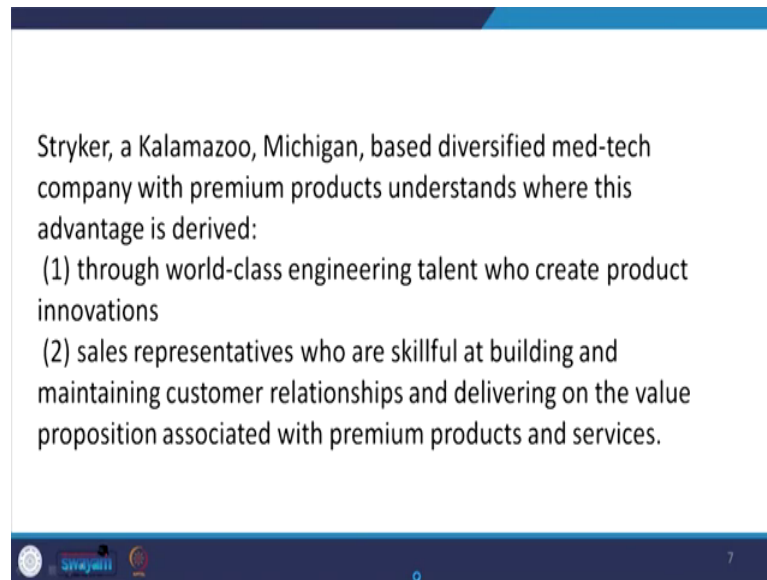 Stryker, a Kalamazoo, Michigan, based diversified med-tech
company with premium products understands where this
advantage is derived:
(1) through world-class engineering talent who create product
innovations
(2) sales representatives who are skillful at building and
maintaining customer relationships and delivering on the value
proposition associated with premium products and services.
swayam
7